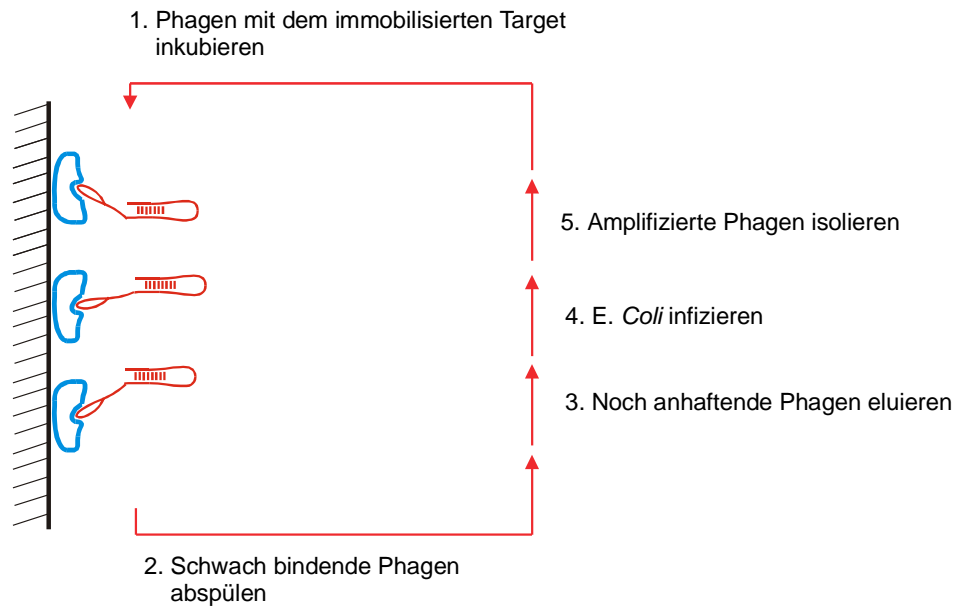 1. Phagen mit dem immobilisierten Target
inkubieren
5. Amplifizierte Phagen isolieren
4. E. Coli infizieren
3. Noch anhaftende Phagen eluieren
2. Schwach bindende Phagen
abspülen